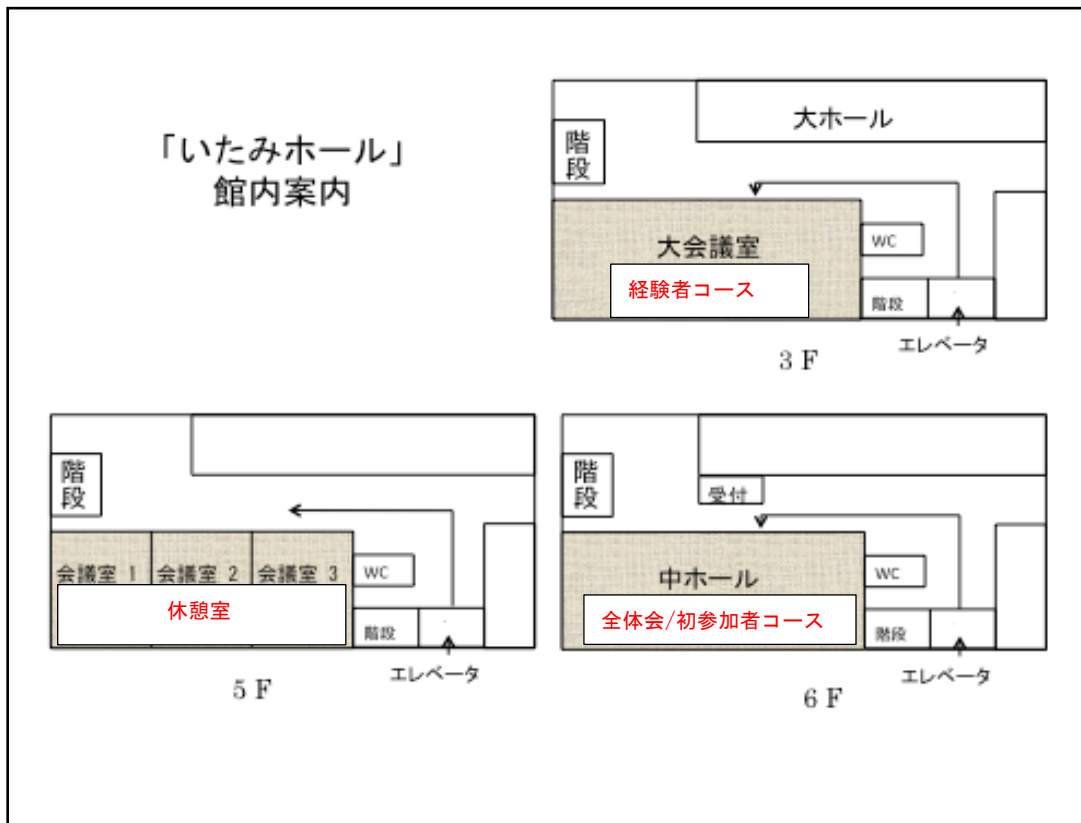 「いたみホール」
館内案内
大ホール
階段
大会議室
WC
経験者コース
階段
エレベータ
3 F
階段
会議室 1
会議室 2
会議室 3
WC
休憩室
階段
エレベータ
5 F
階段
受付
中ホール
WC
全体会/初参加者コース
階段
エレベータ
6 F